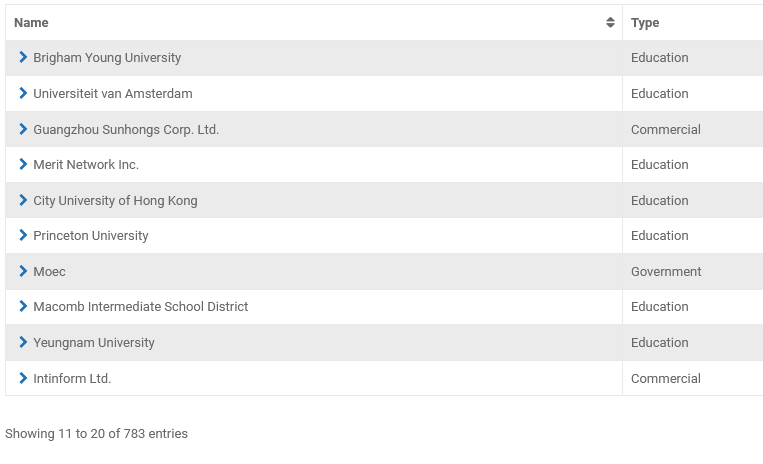 Name Type
Brigham Young University Education
Universiteit van Amsterdam Education
Guangzhou Sunhongs Corp. Ltd. Commercial
Merit Network Inc. Education
City University of Hong Kong Education
Princeton University Education
Moec Government
Macomb Intermediate School District Education
Yeungnam University Education
Intinform Ltd. Commercial
Showing 11 to 20 of 783 entries